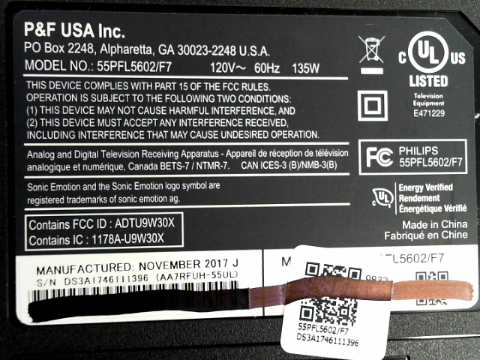 P&F USA Inc.
PO Box 2248, Alpharetta, GA 30023-2248 U.S.A.
MODEL NO.: 55PFL5602/F7 120V~ 60Hz 135W
THIS DEVICE COMPLIES WITH PART 15 OF THE FCC RULES.
OPERATION IS SUBJECT TO THE FOLLOWING TWO CONDITIONS:
(1) THIS DEVICE MAY NOT CAUSE HARMFUL INTERFERENCE, AND
(2) THIS DEVICE MUST ACCEPT ANY INTERFERENCE RECEIVED,
INCLUDING INTERFERENCE THAT MAY CAUSE UNDESIRED OPERATION.
Analog and Digital Television Receiving Apparatus - Appareil de réception de télévision
analogique et numérique, Canada BETS-7 / NTMR-7. CAN ICES-3 (B)/NMB-3(B)
Sonic Emotion and the Sonic Emotion logo symbol are
registered trademarks of sonic emotion ag.
Contains FCC ID : ADTU9W30X
Contains IC : 1178A-U9W30X
C UL US
LISTED
Television
Equipment
E471229
FC PHILIPS
55PFL5602/F7
c UL us
Energy Verified
Rendement
Énergétique Vérifié
Made in China
Fabriqué en Chine
MANUFACTURED: NOVEMBER 2017 J
S/N DS3A1746111396 (AA7RFUH-55UL)
PFL5602/F7
55PFL5602/F7
DS3A1746111396